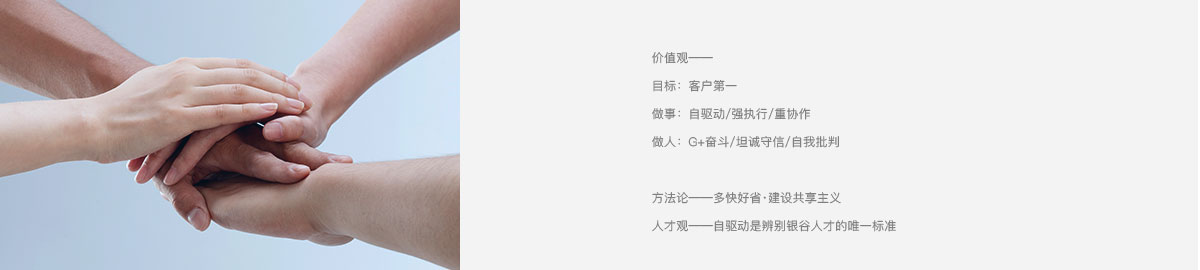 价值观——
目标：客户第一
做事：自驱动/强执行/重协作
做人：G+奋斗/坦诚守信/自我批判
方法论——多快好省·建设共享主义
人才观——自驱动是辨别银谷人才的唯一标准